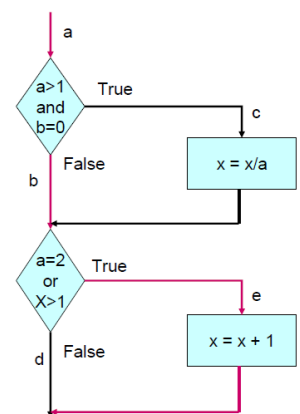 a
a>1
and
b=0
True
c
x = x/a
False
b
a=2
or
X>1
True
e
x = x + 1
False
d